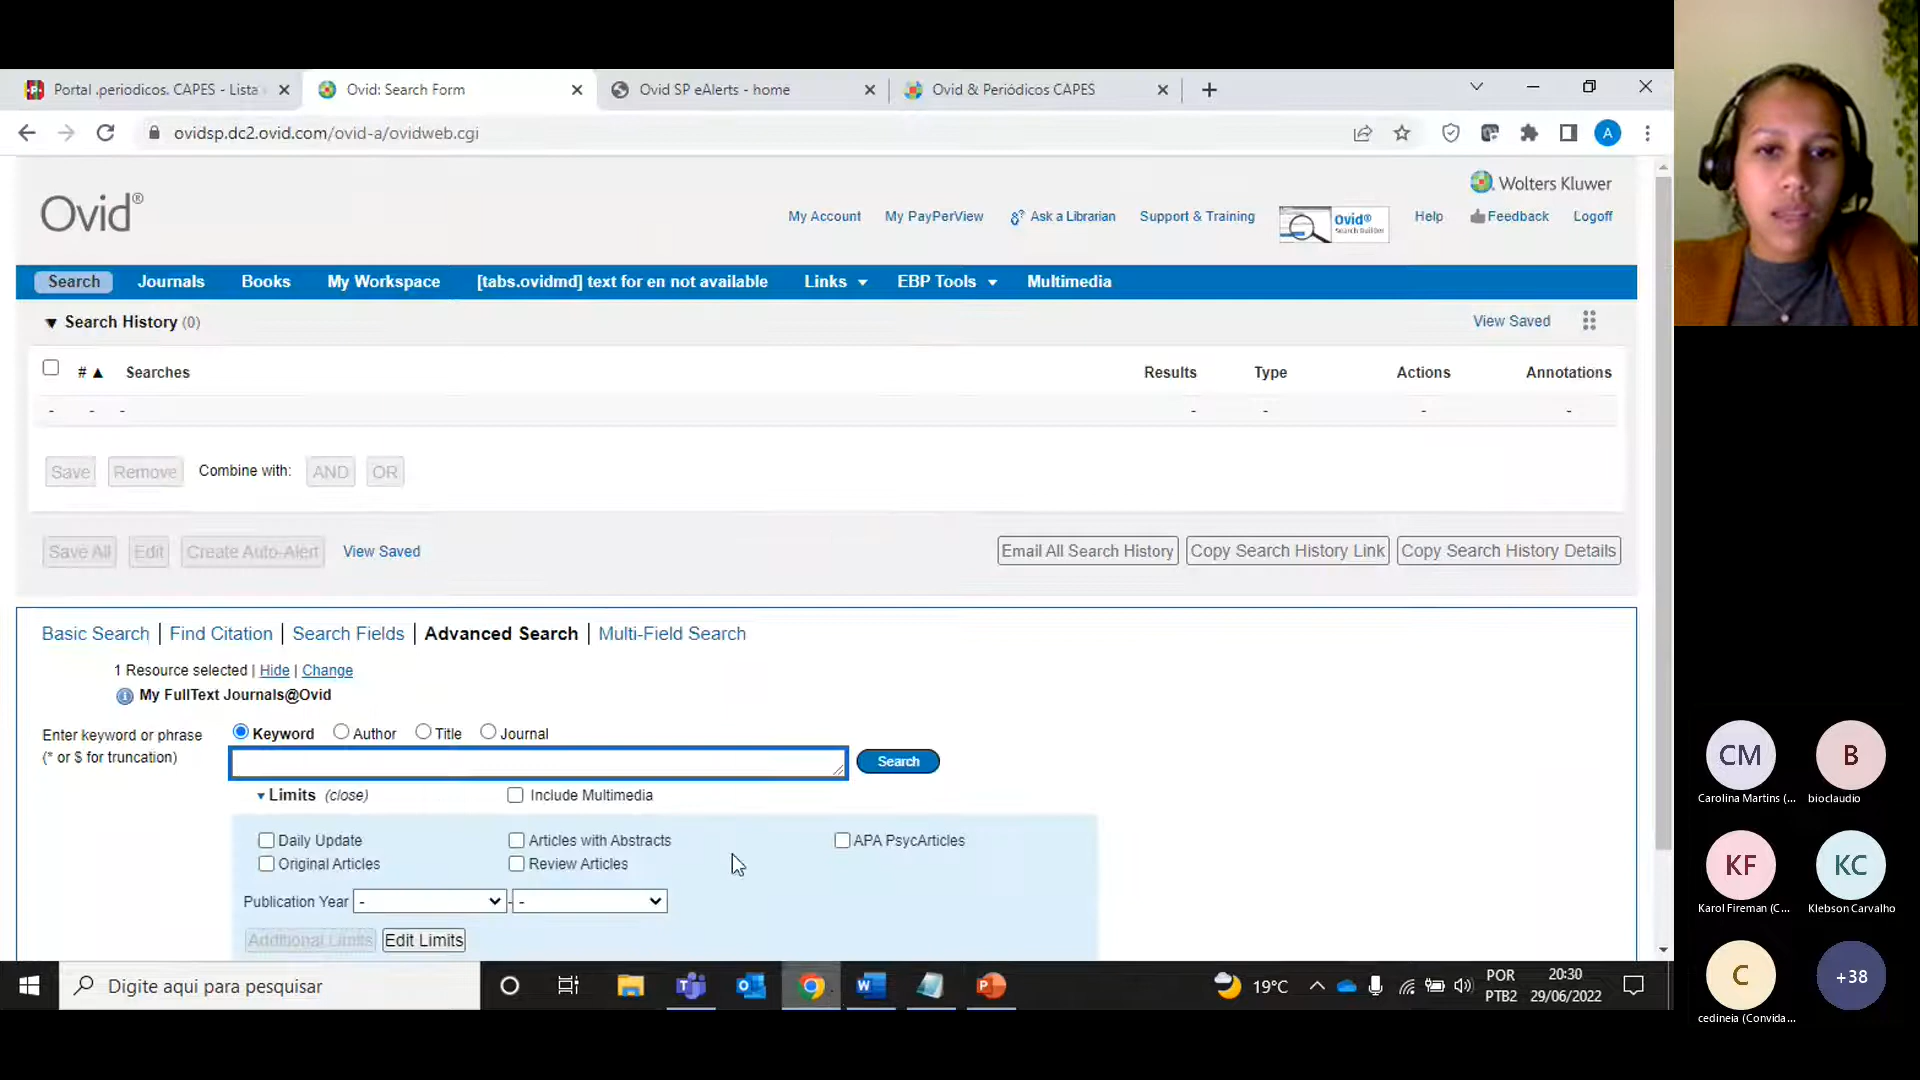 Portal .periodicos. CAPES - Lista
Ovid: Search Form
Ovid SP eAlerts - home
Ovid & Periódicos CAPES
ovidsp.dc2.ovid.com/ovid-a/ovidweb.cgi
A
Ovid®
Wolters Kluwer
My Account
My PayPerView
Ask a Librarian
Support & Training
Ovid®
Search Builder
Help
Feedback
Logoff
Search
Journals
Books
My Workspace
[tabs.ovidmd] text for en not available
Links
EBP Tools
Multimedia
Search History (0)
View Saved
# ▲ Searches
Results
Type
Actions
Annotations
- - - - - - -
Save
Remove
Combine with:
AND
OR
Save All
Edit
Create Auto-Alert
View Saved
Email All Search History
Copy Search History Link
Copy Search History Details
Basic Search | Find Citation | Search Fields | Advanced Search | Multi-Field Search
1 Resource selected | Hide | Change
My FullText Journals@Ovid
Enter keyword or phrase
(* or $ for truncation)
Keyword
Author
Title
Journal
Search
Limits (close)
Include Multimedia
Daily Update
Articles with Abstracts
APA PsycArticles
Original Articles
Review Articles
Publication Year - - -
Additional Limits
Edit Limits
Digite aqui para pesquisar
19°C
POR
PTB2
20:30
29/06/2022
CM
Carolina Martins (...
B
bioclaudio
KF
Karol Fireman (C...
KC
Klebson Carvalho
C
cedineia (Convida...
+38